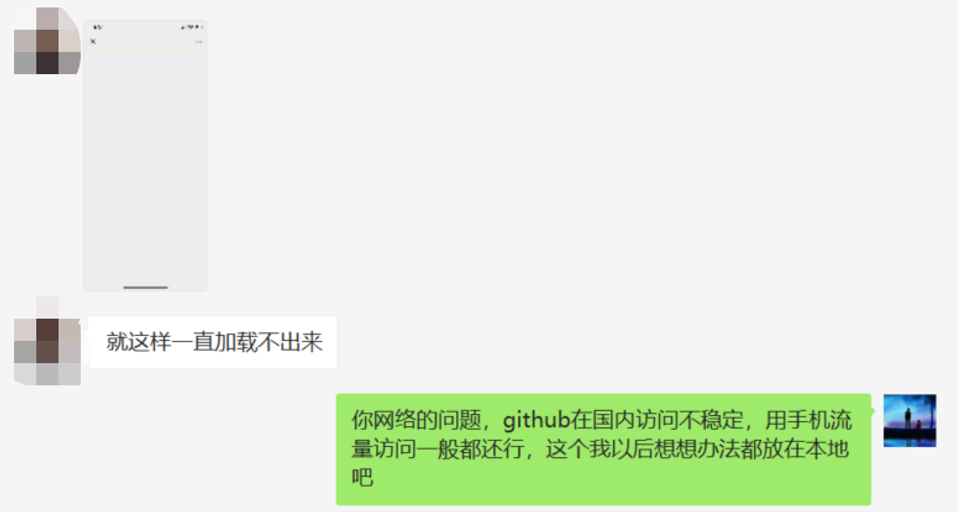 就这样一直加载不出来
你网络的问题，github在国内访问不稳定，用手机流
量访问一般都还行，这个我以后想想办法都放在本地
吧